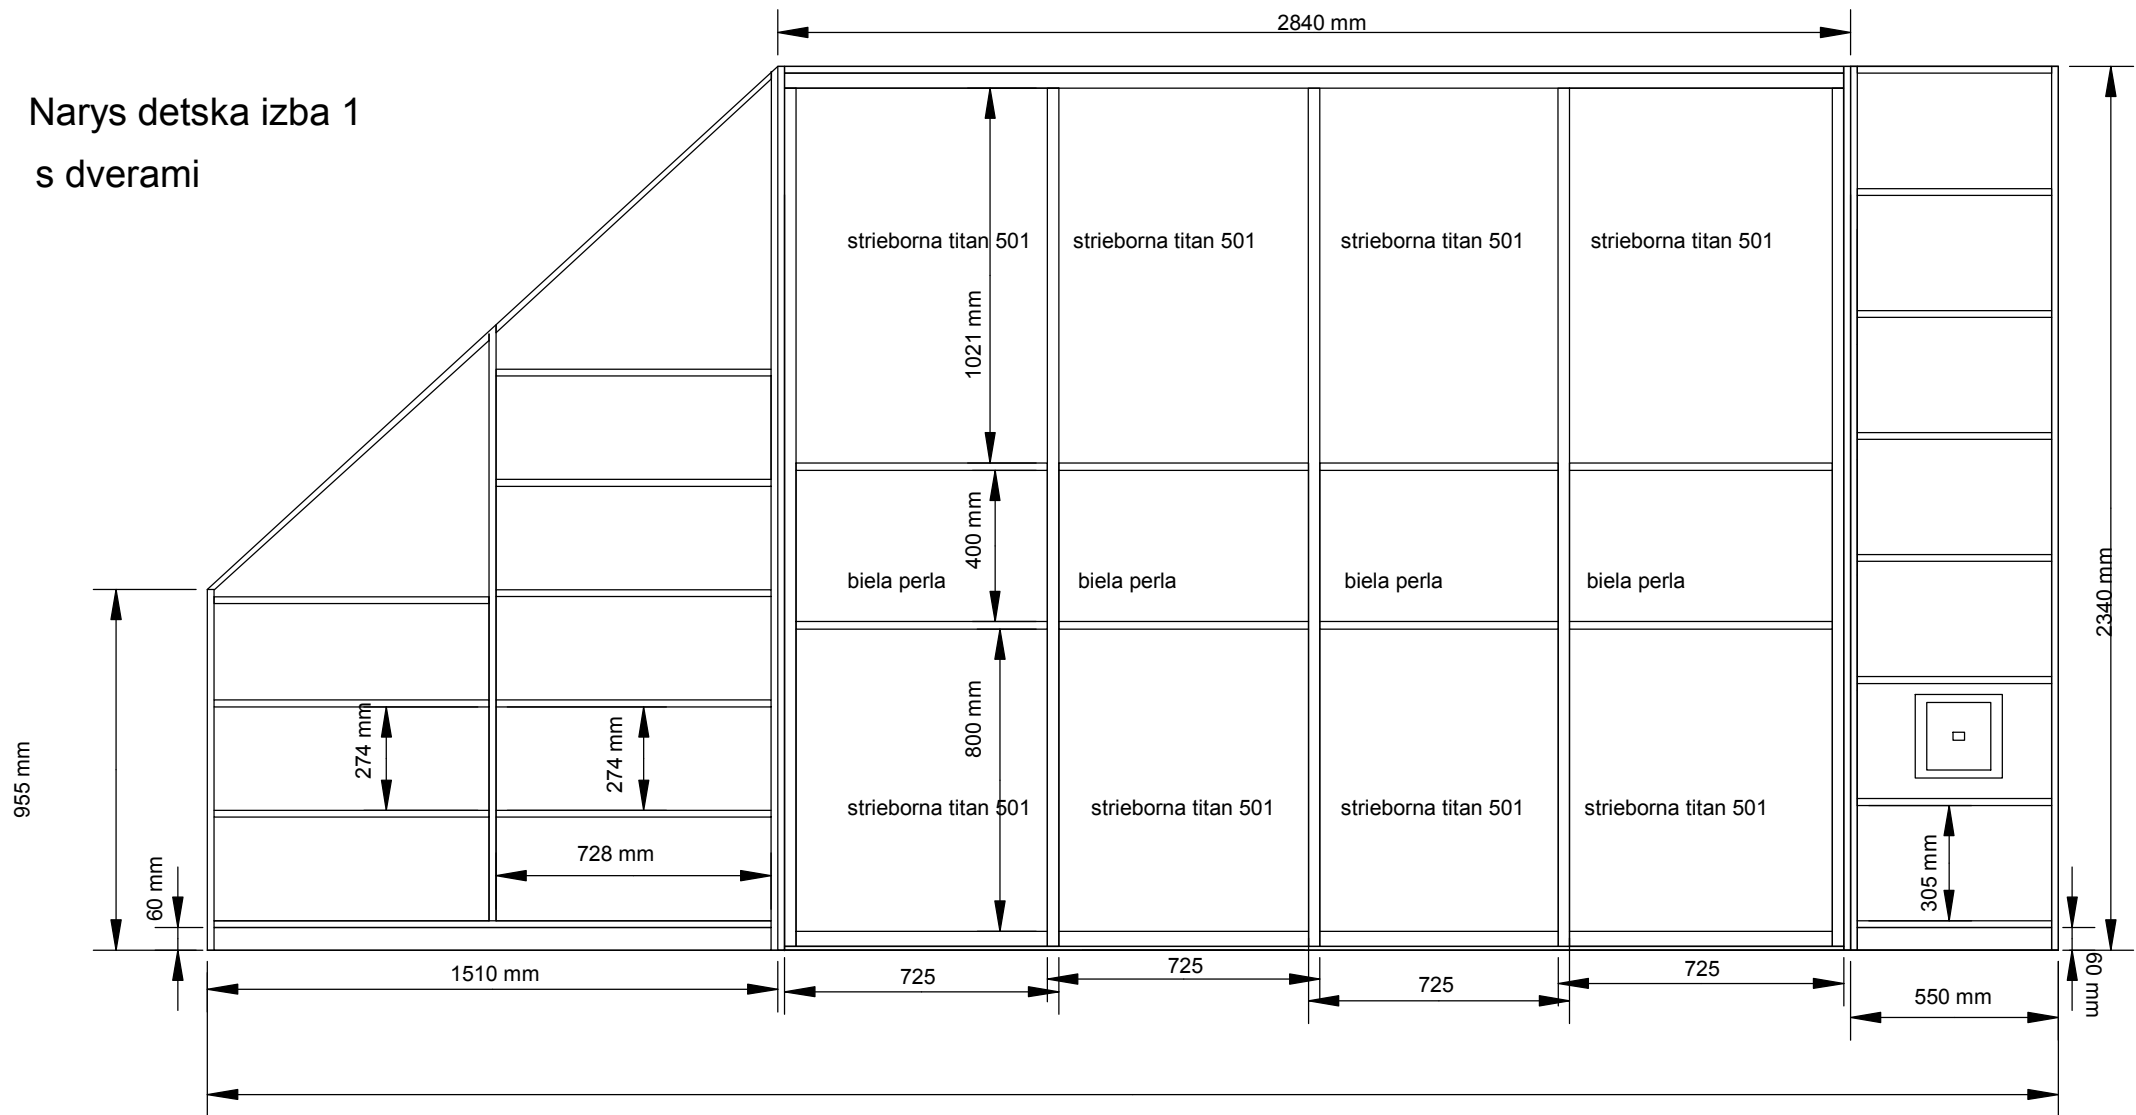 2840 mm
Narys detska izba 1
s dverami
strieborna titan 501
strieborna titan 501
strieborna titan 501
strieborna titan 501
1021 mm
400 mm
biela perla
biela perla
biela perla
biela perla
2340 mm
274 mm
274 mm
800 mm
955 mm
strieborna titan 501
strieborna titan 501
strieborna titan 501
strieborna titan 501
728 mm
60 mm
305 mm
1510 mm
725
725
725
725
550 mm
60 mm